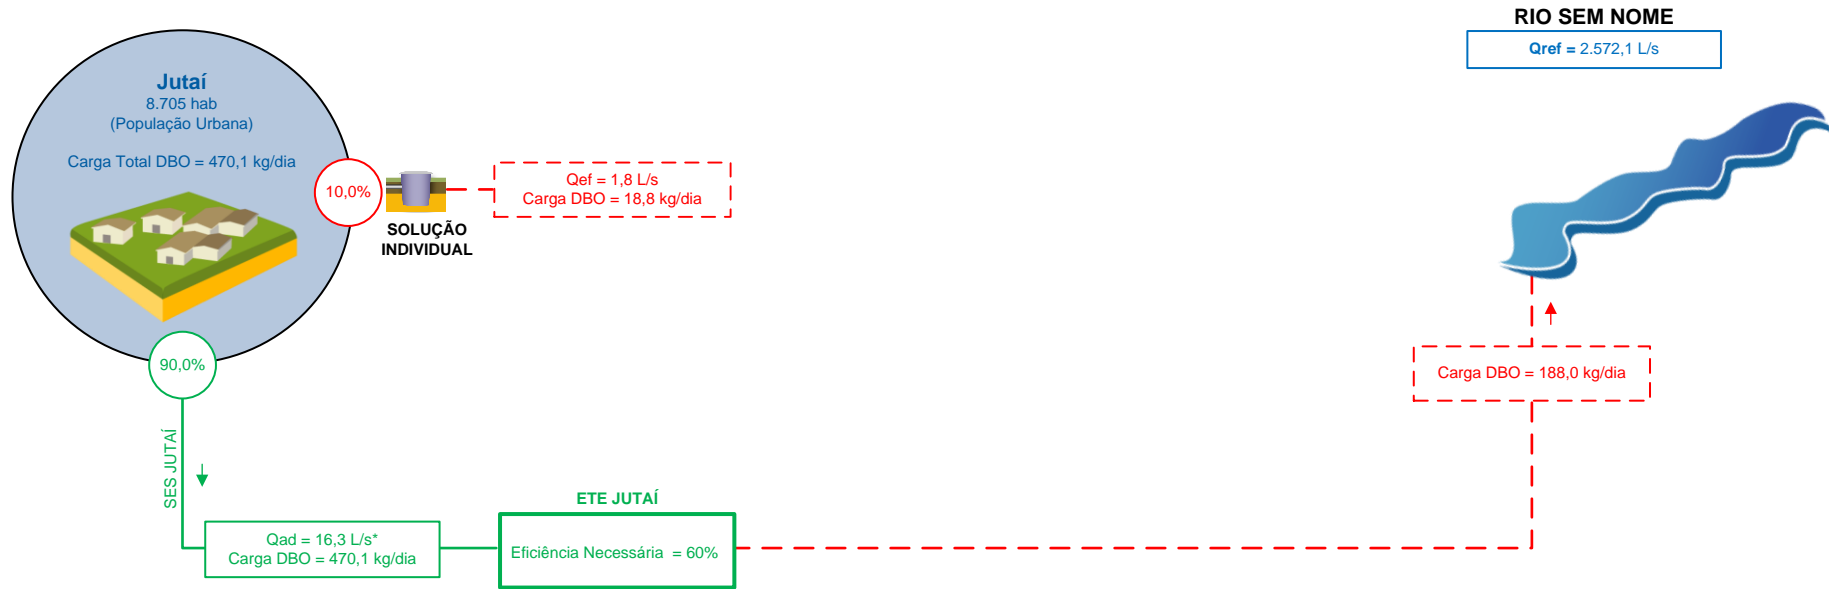 RIO SEM NOME
Qref = 2.572,1 L/s
Jutaí
8.705 hab
(População Urbana)
Carga Total DBO = 470,1 kg/dia
10,0%
SOLUÇÃO
INDIVIDUAL
Qef = 1,8 L/s
Carga DBO = 18,8 kg/dia
90,0%
SES JUTAÍ
Qad = 16,3 L/s*
Carga DBO = 470,1 kg/dia
ETE JUTAÍ
Eficiência Necessária = 60%
Carga DBO = 188,0 kg/dia